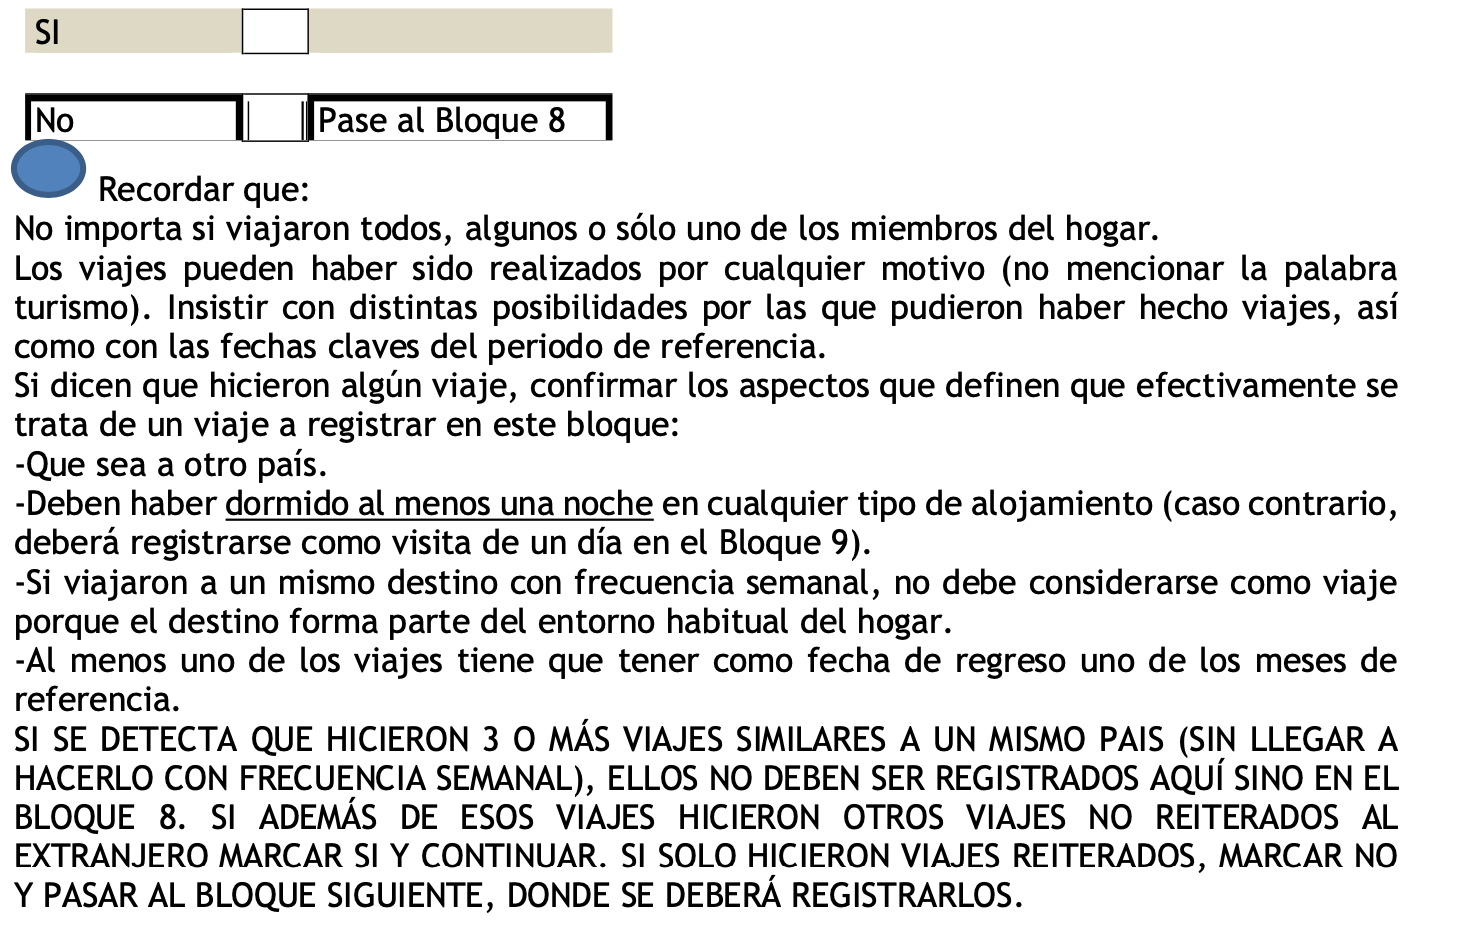 SI
No Pase al Bloque 8
Recordar que:
No importa si viajaron todos, algunos o sólo uno de los miembros del hogar.
Los viajes pueden haber sido realizados por cualquier motivo (no mencionar la palabra
turismo). Insistir con distintas posibilidades por las que pudieron haber hecho viajes, así
como con las fechas claves del periodo de referencia.
Si dicen que hicieron algún viaje, confirmar los aspectos que definen que efectivamente se
trata de un viaje a registrar en este bloque:
-Que sea a otro país.
-Deben haber dormido al menos una noche en cualquier tipo de alojamiento (caso contrario,
deberá registrarse como visita de un día en el Bloque 9).
-Si viajaron a un mismo destino con frecuencia semanal, no debe considerarse como viaje
porque el destino forma parte del entorno habitual del hogar.
-Al menos uno de los viajes tiene que tener como fecha de regreso uno de los meses de
referencia.
SI SE DETECTA QUE HICIERON 3 O MÁS VIAJES SIMILARES A UN MISMO PAIS (SIN LLEGAR A
HACERLO CON FRECUENCIA SEMANAL), ELLOS NO DEBEN SER REGISTRADOS AQUÍ SINO EN EL
BLOQUE 8. SI ADEMÁS DE ESOS VIAJES HICIERON OTROS VIAJES NO REITERADOS AL
EXTRANJERO MARCAR SI Y CONTINUAR. SI SOLO HICIERON VIAJES REITERADOS, MARCAR NO
Y PASAR AL BLOQUE SIGUIENTE, DONDE SE DEBERÁ REGISTRARLOS.